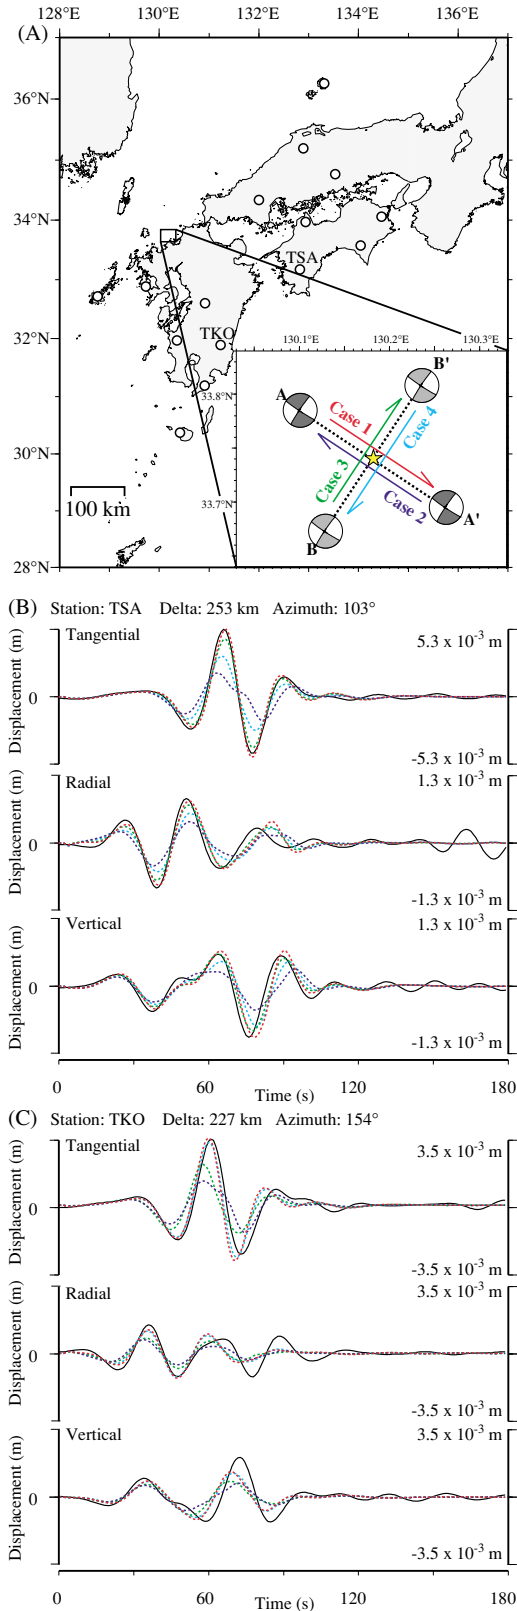 (A)
128°E 130°E 132°E 134°E 136°E
36°N
34°N
32°N
30°N
28°N
TSA
TKO
100 km
130.1°E 130.2°E 130.3°E
33.8°N
33.7°N
A
B'
Case 1
Case 4
Case 3
Case 2
B
A'
(B) Station: TSA Delta: 253 km Azimuth: 103°
Tangential
5.3 x 10-3 m
Displacement (m)
0
-5.3 x 10-3 m
Radial
1.3 x 10-3 m
Displacement (m)
0
-1.3 x 10-3 m
Vertical
1.3 x 10-3 m
Displacement (m)
0
-1.3 x 10-3 m
0 60 120 180
Time (s)
(C) Station: TKO Delta: 227 km Azimuth: 154°
Tangential
3.5 x 10-3 m
Displacement (m)
0
-3.5 x 10-3 m
Radial
3.5 x 10-3 m
Displacement (m)
0
-3.5 x 10-3 m
Vertical
3.5 x 10-3 m
Displacement (m)
0
-3.5 x 10-3 m
0 60 120 180
Time (s)